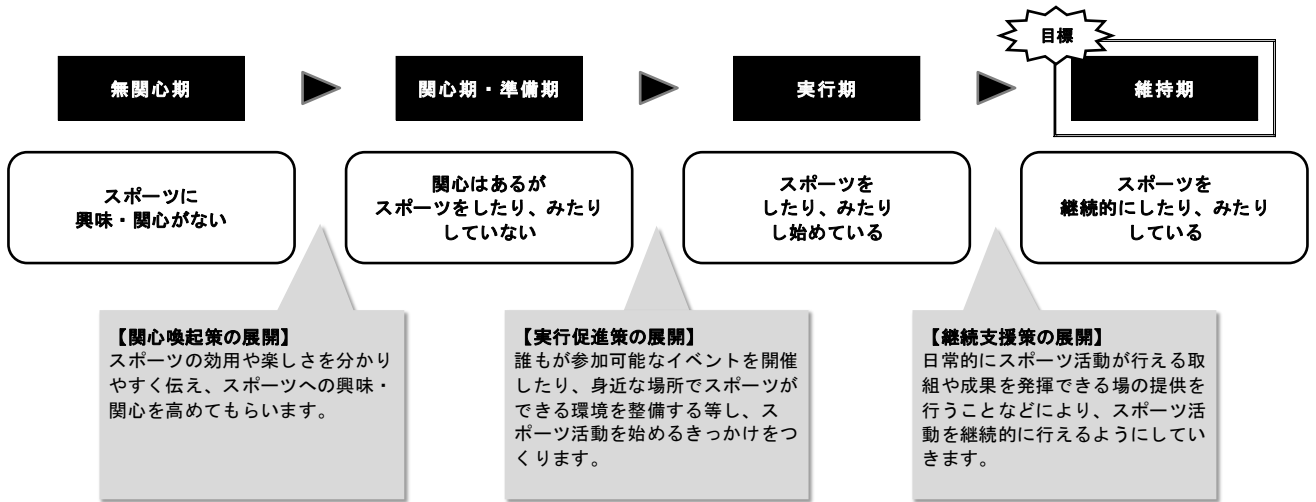 目標
無関心期
関心期・準備期
実行期
維持期
スポーツに
興味・関心がない
関心はあるが
スポーツをしたり、みたり
していない
スポーツを
したり、みたり
し始めている
スポーツを
継続的にしたり、みたり
している
【関心喚起策の展開】
スポーツの効用や楽しさを分かり
やすく伝え、スポーツへの興味・
関心を高めてもらいます。
【実行促進策の展開】
誰もが参加可能なイベントを開催
したり、身近な場所でスポーツが
できる環境を整備する等し、ス
ポーツ活動を始めるきっかけをつ
くります。
【継続支援策の展開】
日常的にスポーツ活動が行える取
組や成果を発揮できる場の提供を
行うことなどにより、スポーツ活
動を継続的に行えるようにしてい
きます。